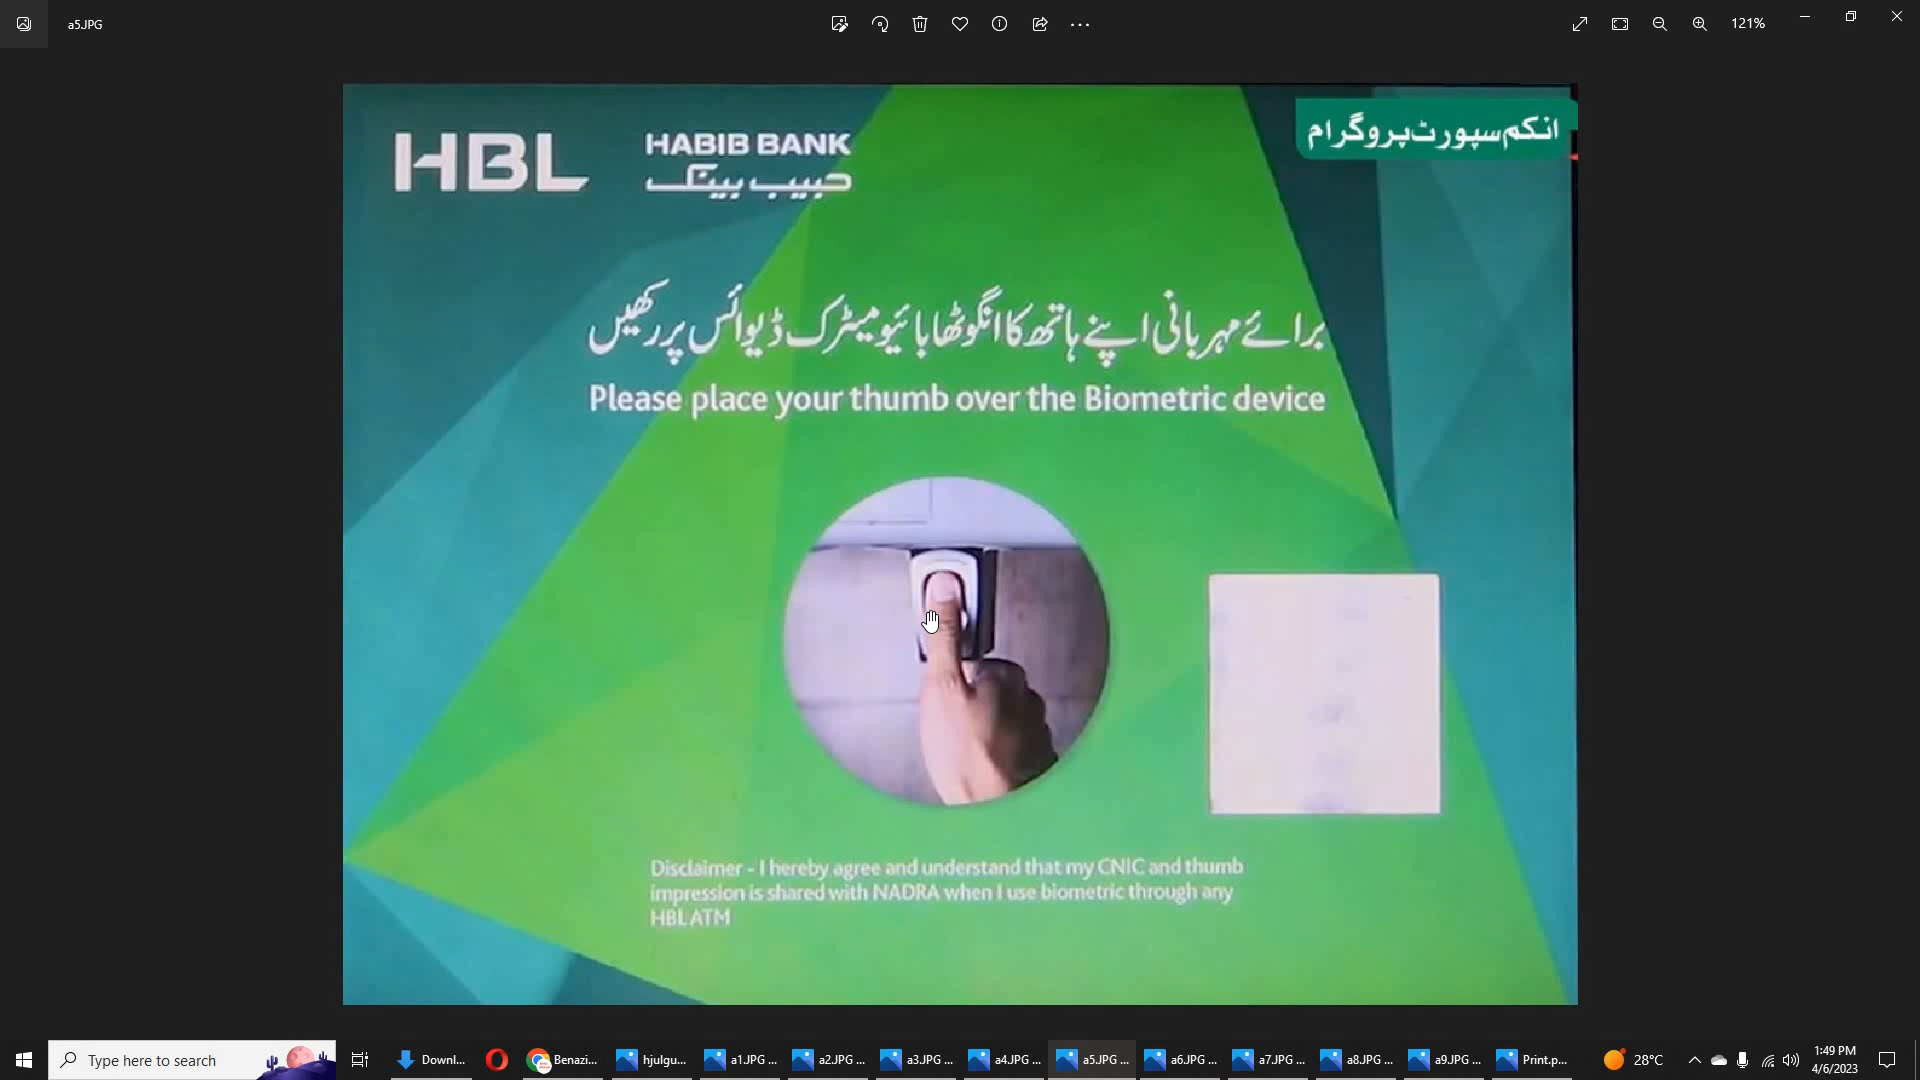 a5.JPG
121%
HBL
HABIB BANK
حبیب بینک
انکم سپورٹ پروگرام
برائے مہربانی اپنے ہاتھ کا انگوٹھا بائیو میٹرک ڈیوائس پر رکھیں
Please place your thumb over the Biometric device
Disclaimer - I hereby agree and understand that my CNIC and thumb
impression is shared with NADRA when I use biometric through any
HBL ATM
Type here to search
Downl...
Benazi...
hjulgu...
a1.JPG ...
a2.JPG ...
a3.JPG ...
a4.JPG ...
a5.JPG ...
a6.JPG ...
a7.JPG ...
a8.JPG ...
a9.JPG ...
Print.p...
28°C
1:49 PM
4/6/2023